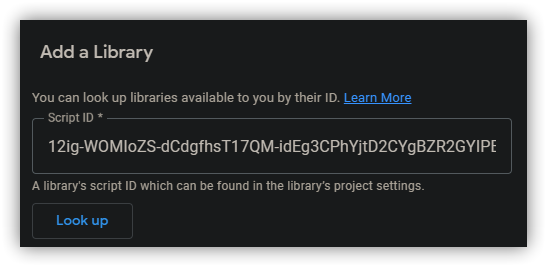 Add a Library
You can look up libraries available to you by their ID. Learn More
Script ID *
12ig-WOMIoZS-dCdgfhsT17QM-idEg3CPhYjtD2CYgBZR2GYIPE
A library's script ID which can be found in the library's project settings.
Look up